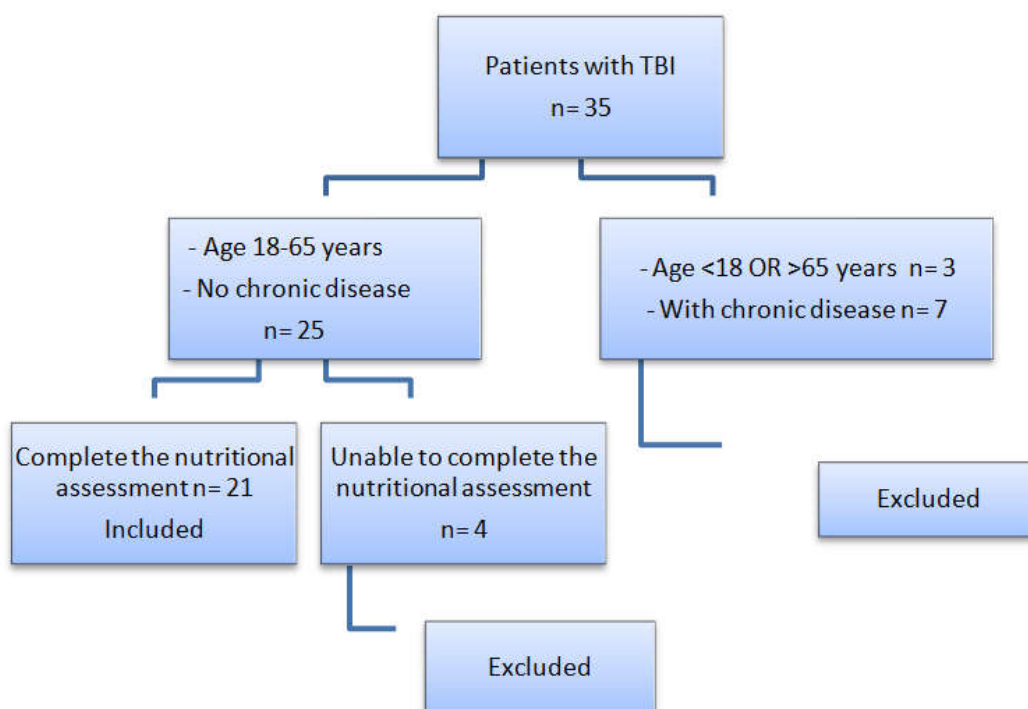 Patients with TBI
n= 35
- Age 18-65 years
- No chronic disease
n= 25
- Age <18 OR >65 years n= 3
- With chronic disease n= 7
Complete the nutritional
assessment n= 21
Included
Unable to complete the
nutritional assessment
n= 4
Excluded
Excluded